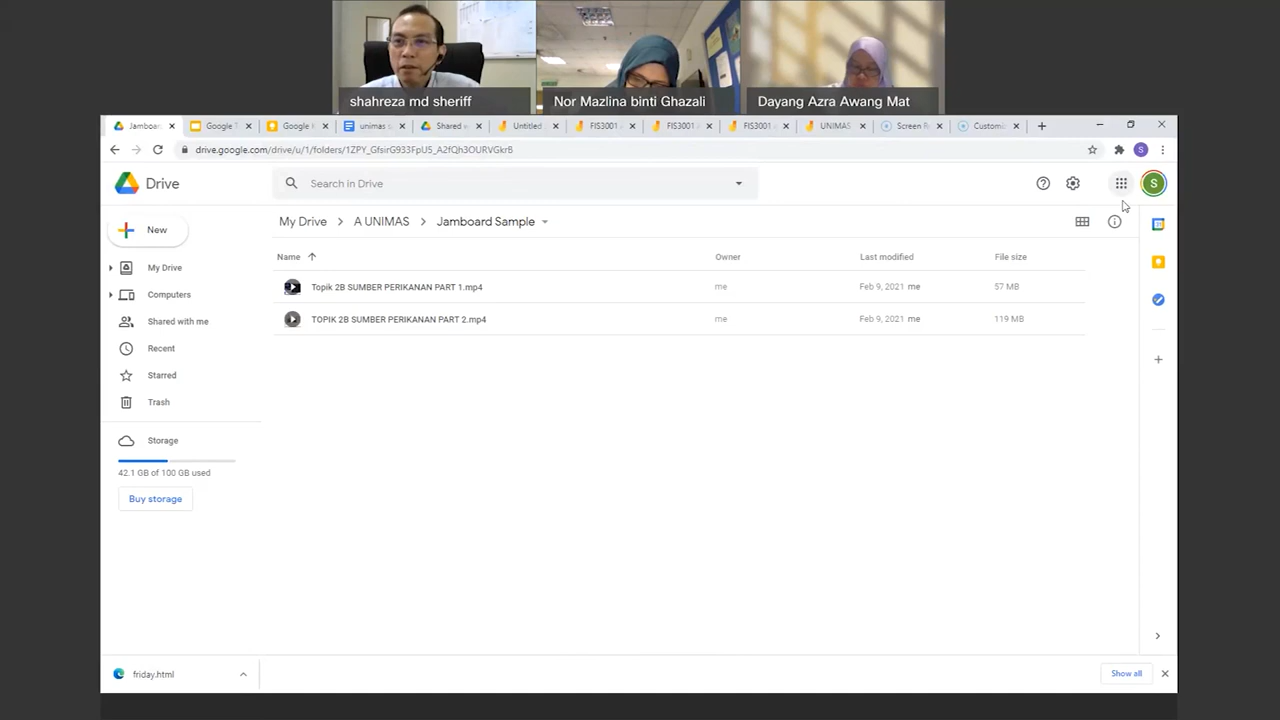 shahreza md sheriff
Nor Mazlina binti Ghazali
Dayang Azra Awang Mat
Jamboa
Google
Google
unimas s
Shared w
Untitled
FIS3001
FIS3001
FIS3001
UNIMAS
Screen R
Customi
drive.google.com/drive/u/1/folders/1ZPY_GfsirG933FpU5_A2fQh3OURVGkrB
Drive
Search in Drive
S
S
New
My Drive
A UNIMAS
Jamboard Sample
Name
Owner
Last modified
File size
My Drive
Topik 2B SUMBER PERIKANAN PART 1.mp4
me
Feb 9, 2021 me
57 MB
Computers
TOPIK 2B SUMBER PERIKANAN PART 2.mp4
me
Feb 9, 2021 me
119 MB
Shared with me
Recent
Starred
Trash
Storage
42.1 GB of 100 GB used
Buy storage
friday.html
Show all